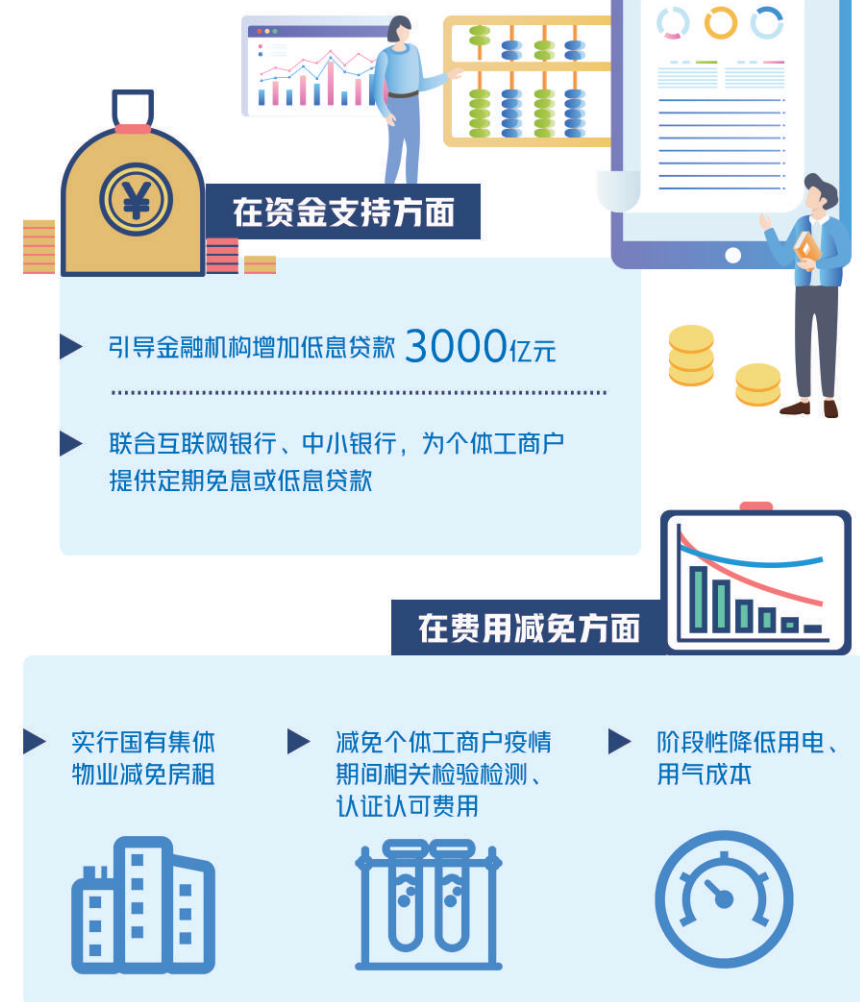 ¥
在资金支持方面
引导金融机构增加低息贷款 3000亿元
联合互联网银行、中小银行，为个体工商户
提供定期免息或低息贷款
在费用减免方面
实行国有集体
物业减免房租
减免个体工商户疫情
期间相关检验检测、
认证认可费用
阶段性降低用电、
用气成本